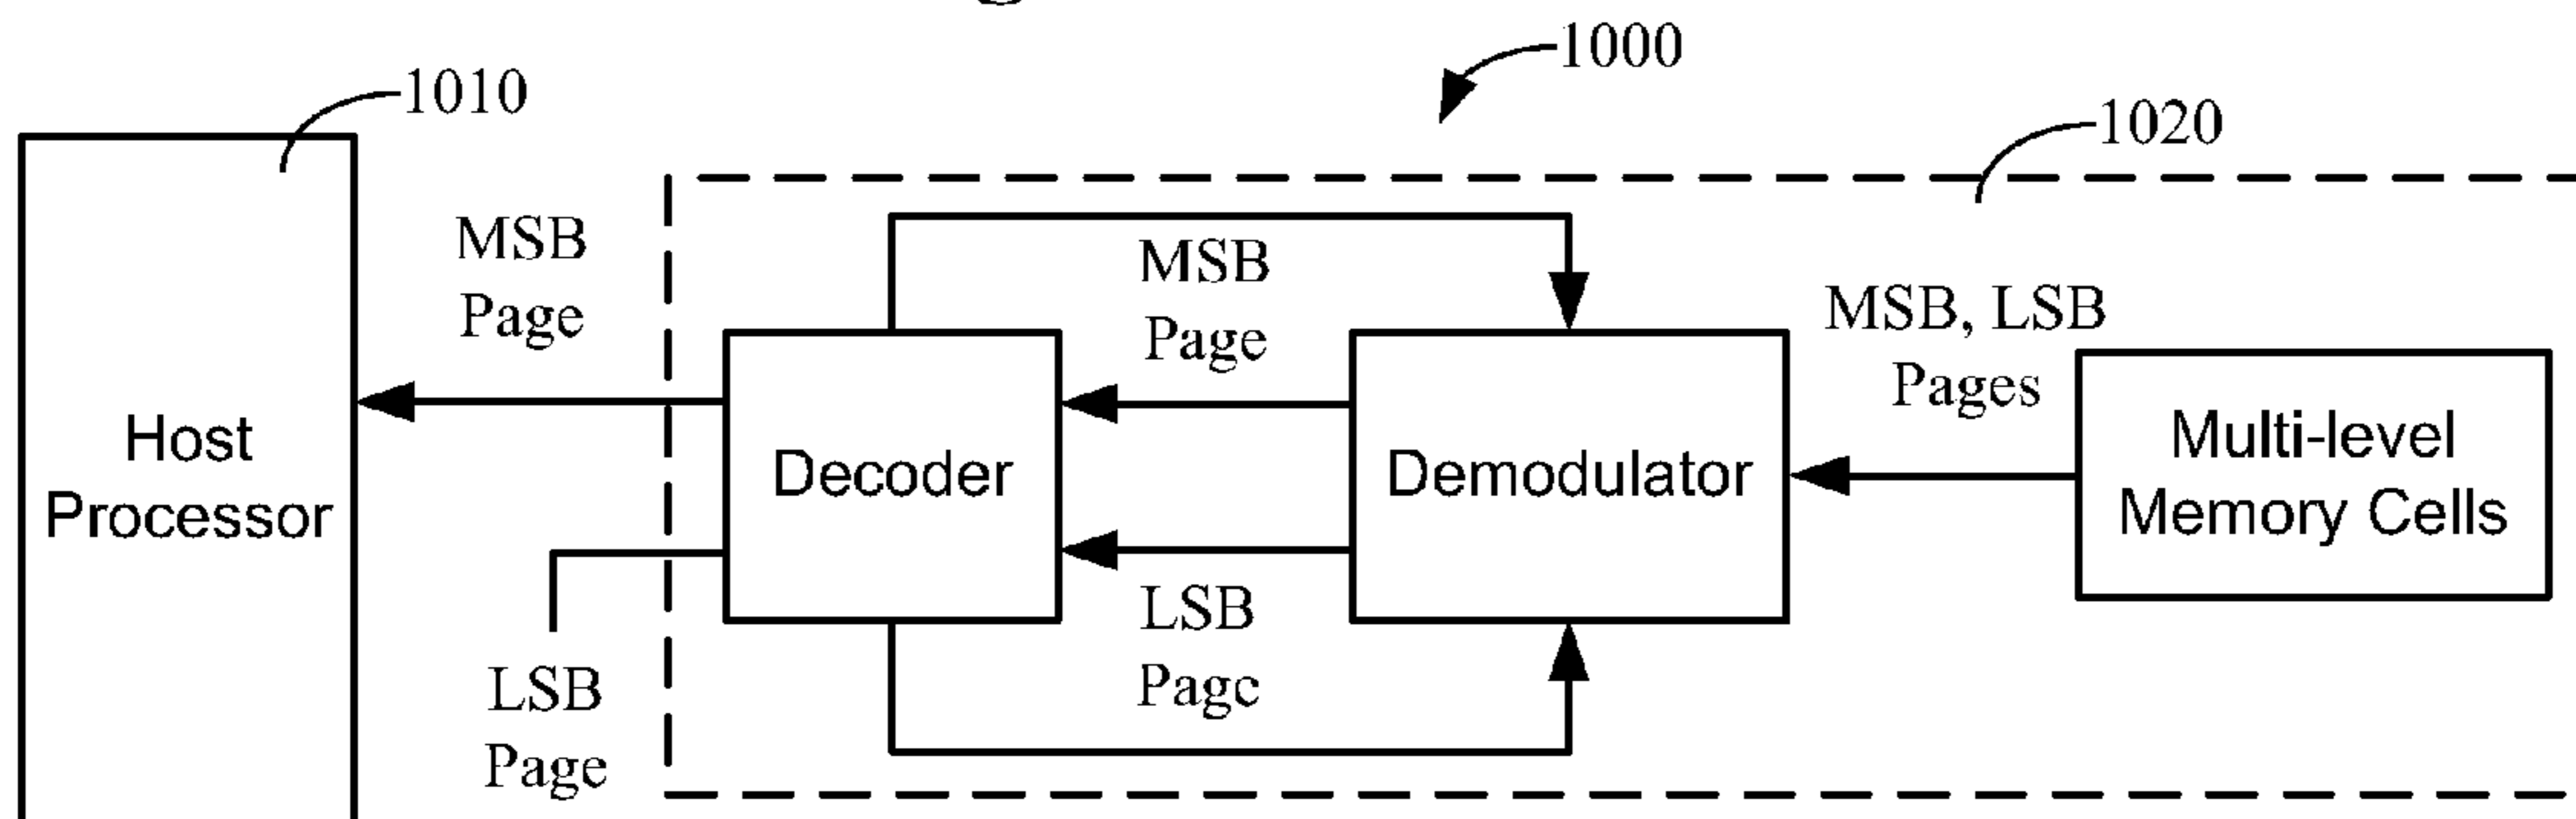 1000
1010
1020
MSB
Page
MSB
Page
MSB, LSB
Pages
Host
Processor
Decoder
Demodulator
Multi-level
Memory Cells
LSB
Page
LSB
Page